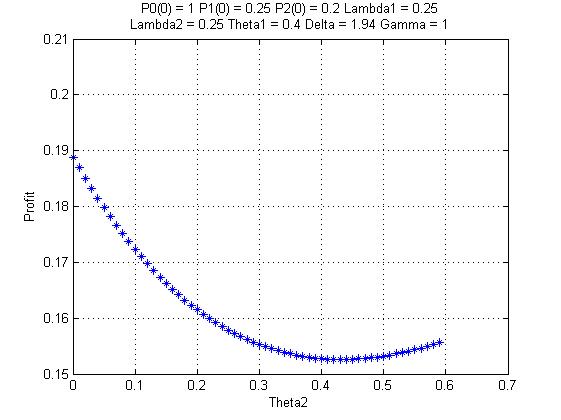 P0(0) = 1 P1(0) = 0.25 P2(0) = 0.2 Lambda1 = 0.25
Lambda2 = 0.25 Theta1 = 0.4 Delta = 1.94 Gamma = 1
0.21
0.2
0.19
0.18
0.17
0.16
0.15
Profit
0 0.1 0.2 0.3 0.4 0.5 0.6 0.7
Theta2